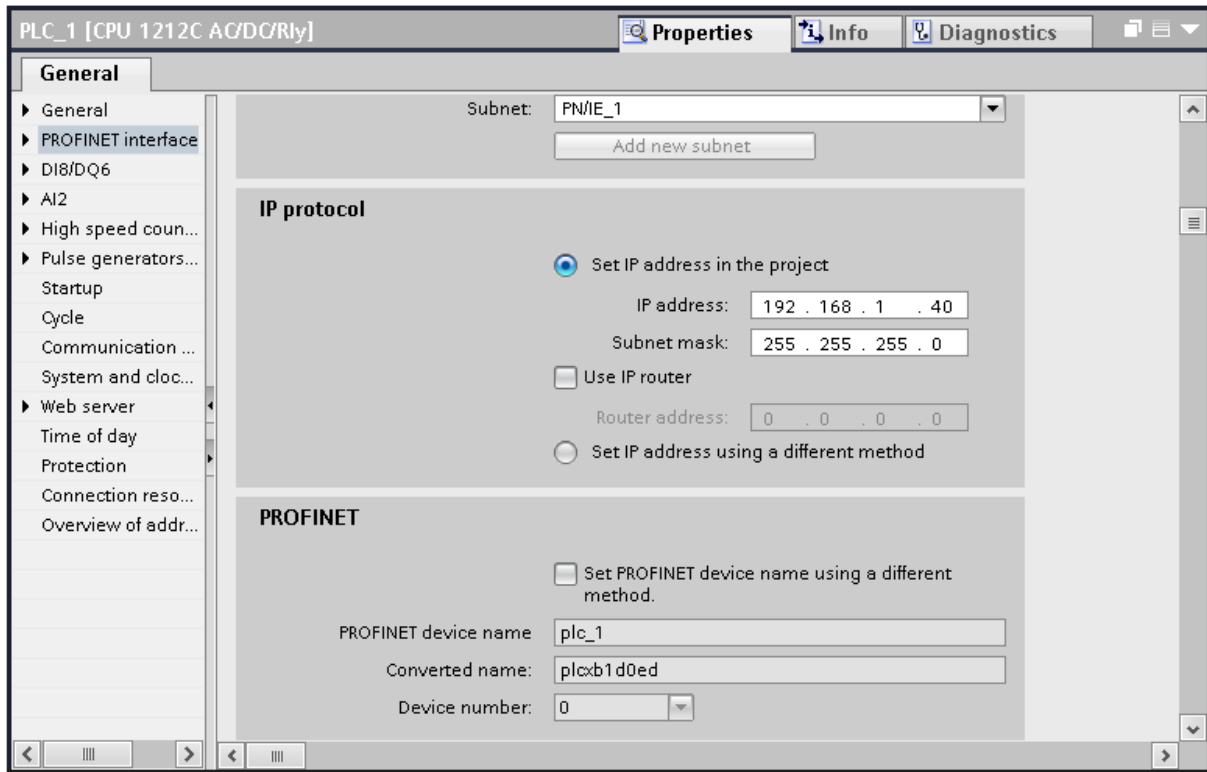 PLC_1 [CPU 1212C AC/DC/Rly]
Properties
Info
Diagnostics
General
General
PROFINET interface
DI8/DQ6
AI2
High speed coun...
Pulse generators...
Startup
Cycle
Communication ...
System and cloc...
Web server
Time of day
Protection
Connection reso...
Overview of addr...
Subnet: PN/IE_1
Add new subnet
IP protocol
Set IP address in the project
IP address: 192 . 168 . 1 . 40
Subnet mask: 255 . 255 . 255 . 0
Use IP router
Router address: 0 . 0 . 0 . 0
Set IP address using a different method
PROFINET
Set PROFINET device name using a different
method.
PROFINET device name plc_1
Converted name: plcxb1d0ed
Device number: 0